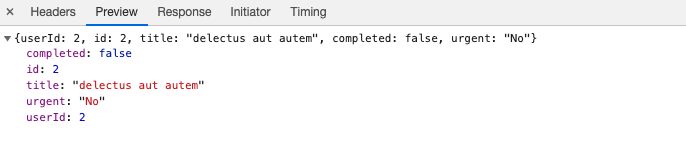 × Headers Preview Response Initiator Timing
▼{userId: 2, id: 2, title: "delectus aut autem", completed: false, urgent: "No"}
completed: false
id: 2
title: "delectus aut autem"
urgent: "No"
userId: 2